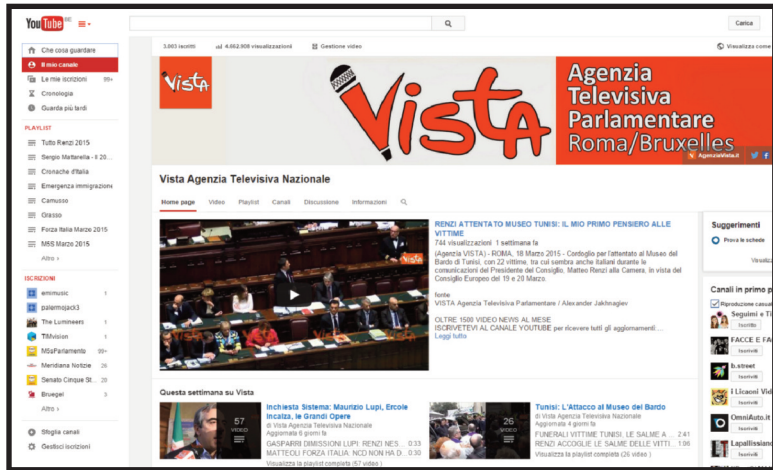 YouTube
Carica
Che cosa guardare
Il mio canale
Le mie iscrizioni 99+
Cronologia
Guarda più tardi
PLAYLIST
Tutto Renzi 2015
Sergio Mattarella - Il 20...
Cronache d'Italia
Emergenza immigrazione
Camusso
Grasso
Forza Italia Marzo 2015
M5S Marzo 2015
Altro ›
ISCRIZIONI
emimusic 1
palermojack3
The Lumineers 1
TIMvision 1
M5sParlamento 99+
Meridiana Notizie 26
Senato Cinque St... 20
Bruegel 3
Altro ›
Sfoglia canali
Gestisci iscrizioni
3.693 iscritti 4.662.908 visualizzazioni Gestione video
Visualizza come
VISTA
VISTA
Agenzia
Televisiva
Parlamentare
Roma/Bruxelles
AgenziaVista.it
Vista Agenzia Televisiva Nazionale
Home page Video Playlist Canali Discussione Informazioni
RENZI ATTENTATO MUSEO TUNISI: IL MIO PRIMO PENSIERO ALLE
VITTIME
744 visualizzazioni 1 settimana fa
(Agenzia VISTA) - ROMA, 18 Marzo 2015 - Cordoglio per l'attentato al Museo del
Bardo di Tunisi, con 22 vittime, tra cui sembra anche italiani durante le
comunicazioni del Presidente del Consiglio, Matteo Renzi alla Camera, in vista del
Consiglio Europeo del 19 e 20 Marzo.
fonte
VISTA Agenzia Televisiva Parlamentare / Alexander Jakhnagiev
OLTRE 1500 VIDEO NEWS AL MESE
ISCRIVETEVI AL CANALE YOUTUBE per ricevere tutti gli aggiornamenti....
Leggi tutto
Questa settimana su Vista
57
VIDEO
Inchiesta Sistema: Maurizio Lupi, Ercole
Incalza, le Grandi Opere
di Vista Agenzia Televisiva Nazionale
Aggiornata 6 giorni fa
GASPARRI DIMISSIONI LUPI: RENZI NES... 0:33
MATTEOLI FORZA ITALIA: NCD NON HA D... 0:30
Visualizza la playlist completa (57 video)
26
VIDEO
Tunisi: L'Attacco al Museo del Bardo
di Vista Agenzia Televisiva Nazionale
Aggiornata 4 giorni fa
FUNERALI VITTIME TUNISI, LE SALME A ... 2:41
RENZI ACCOGLIE LE SALME DELLE VITTI... 1:06
Visualizza la playlist completa (26 video)
Suggerimenti
Prova le schede
Visualiz
Canali in primo p
Riproduzione casual
Seguimi e Ti
Iscritto
FACCE E FA
Iscriviti
b.street
Iscriviti
i Licaoni Vid
Iscriviti
OmniAuto.it
Iscriviti
Lapallissian